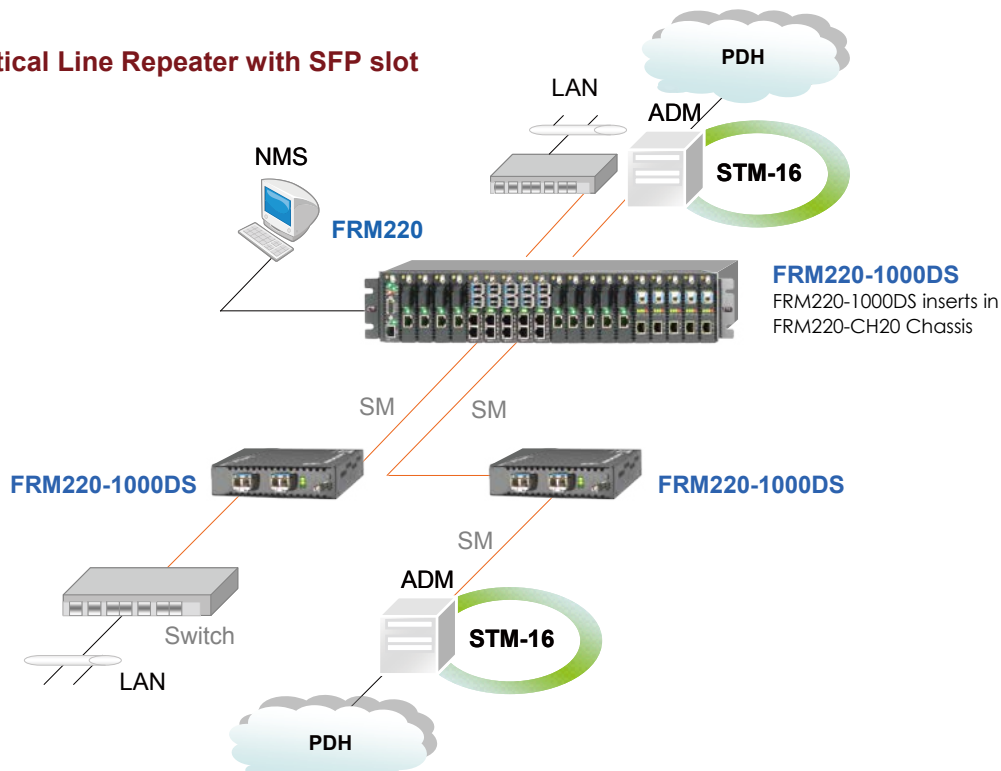 tical Line Repeater with SFP slot
PDH
LAN
ADM
NMS
STM-16
FRM220
FRM220-1000DS
FRM220-1000DS inserts in
FRM220-CH20 Chassis
SM
SM
FRM220-1000DS
FRM220-1000DS
SM
ADM
Switch
STM-16
LAN
PDH